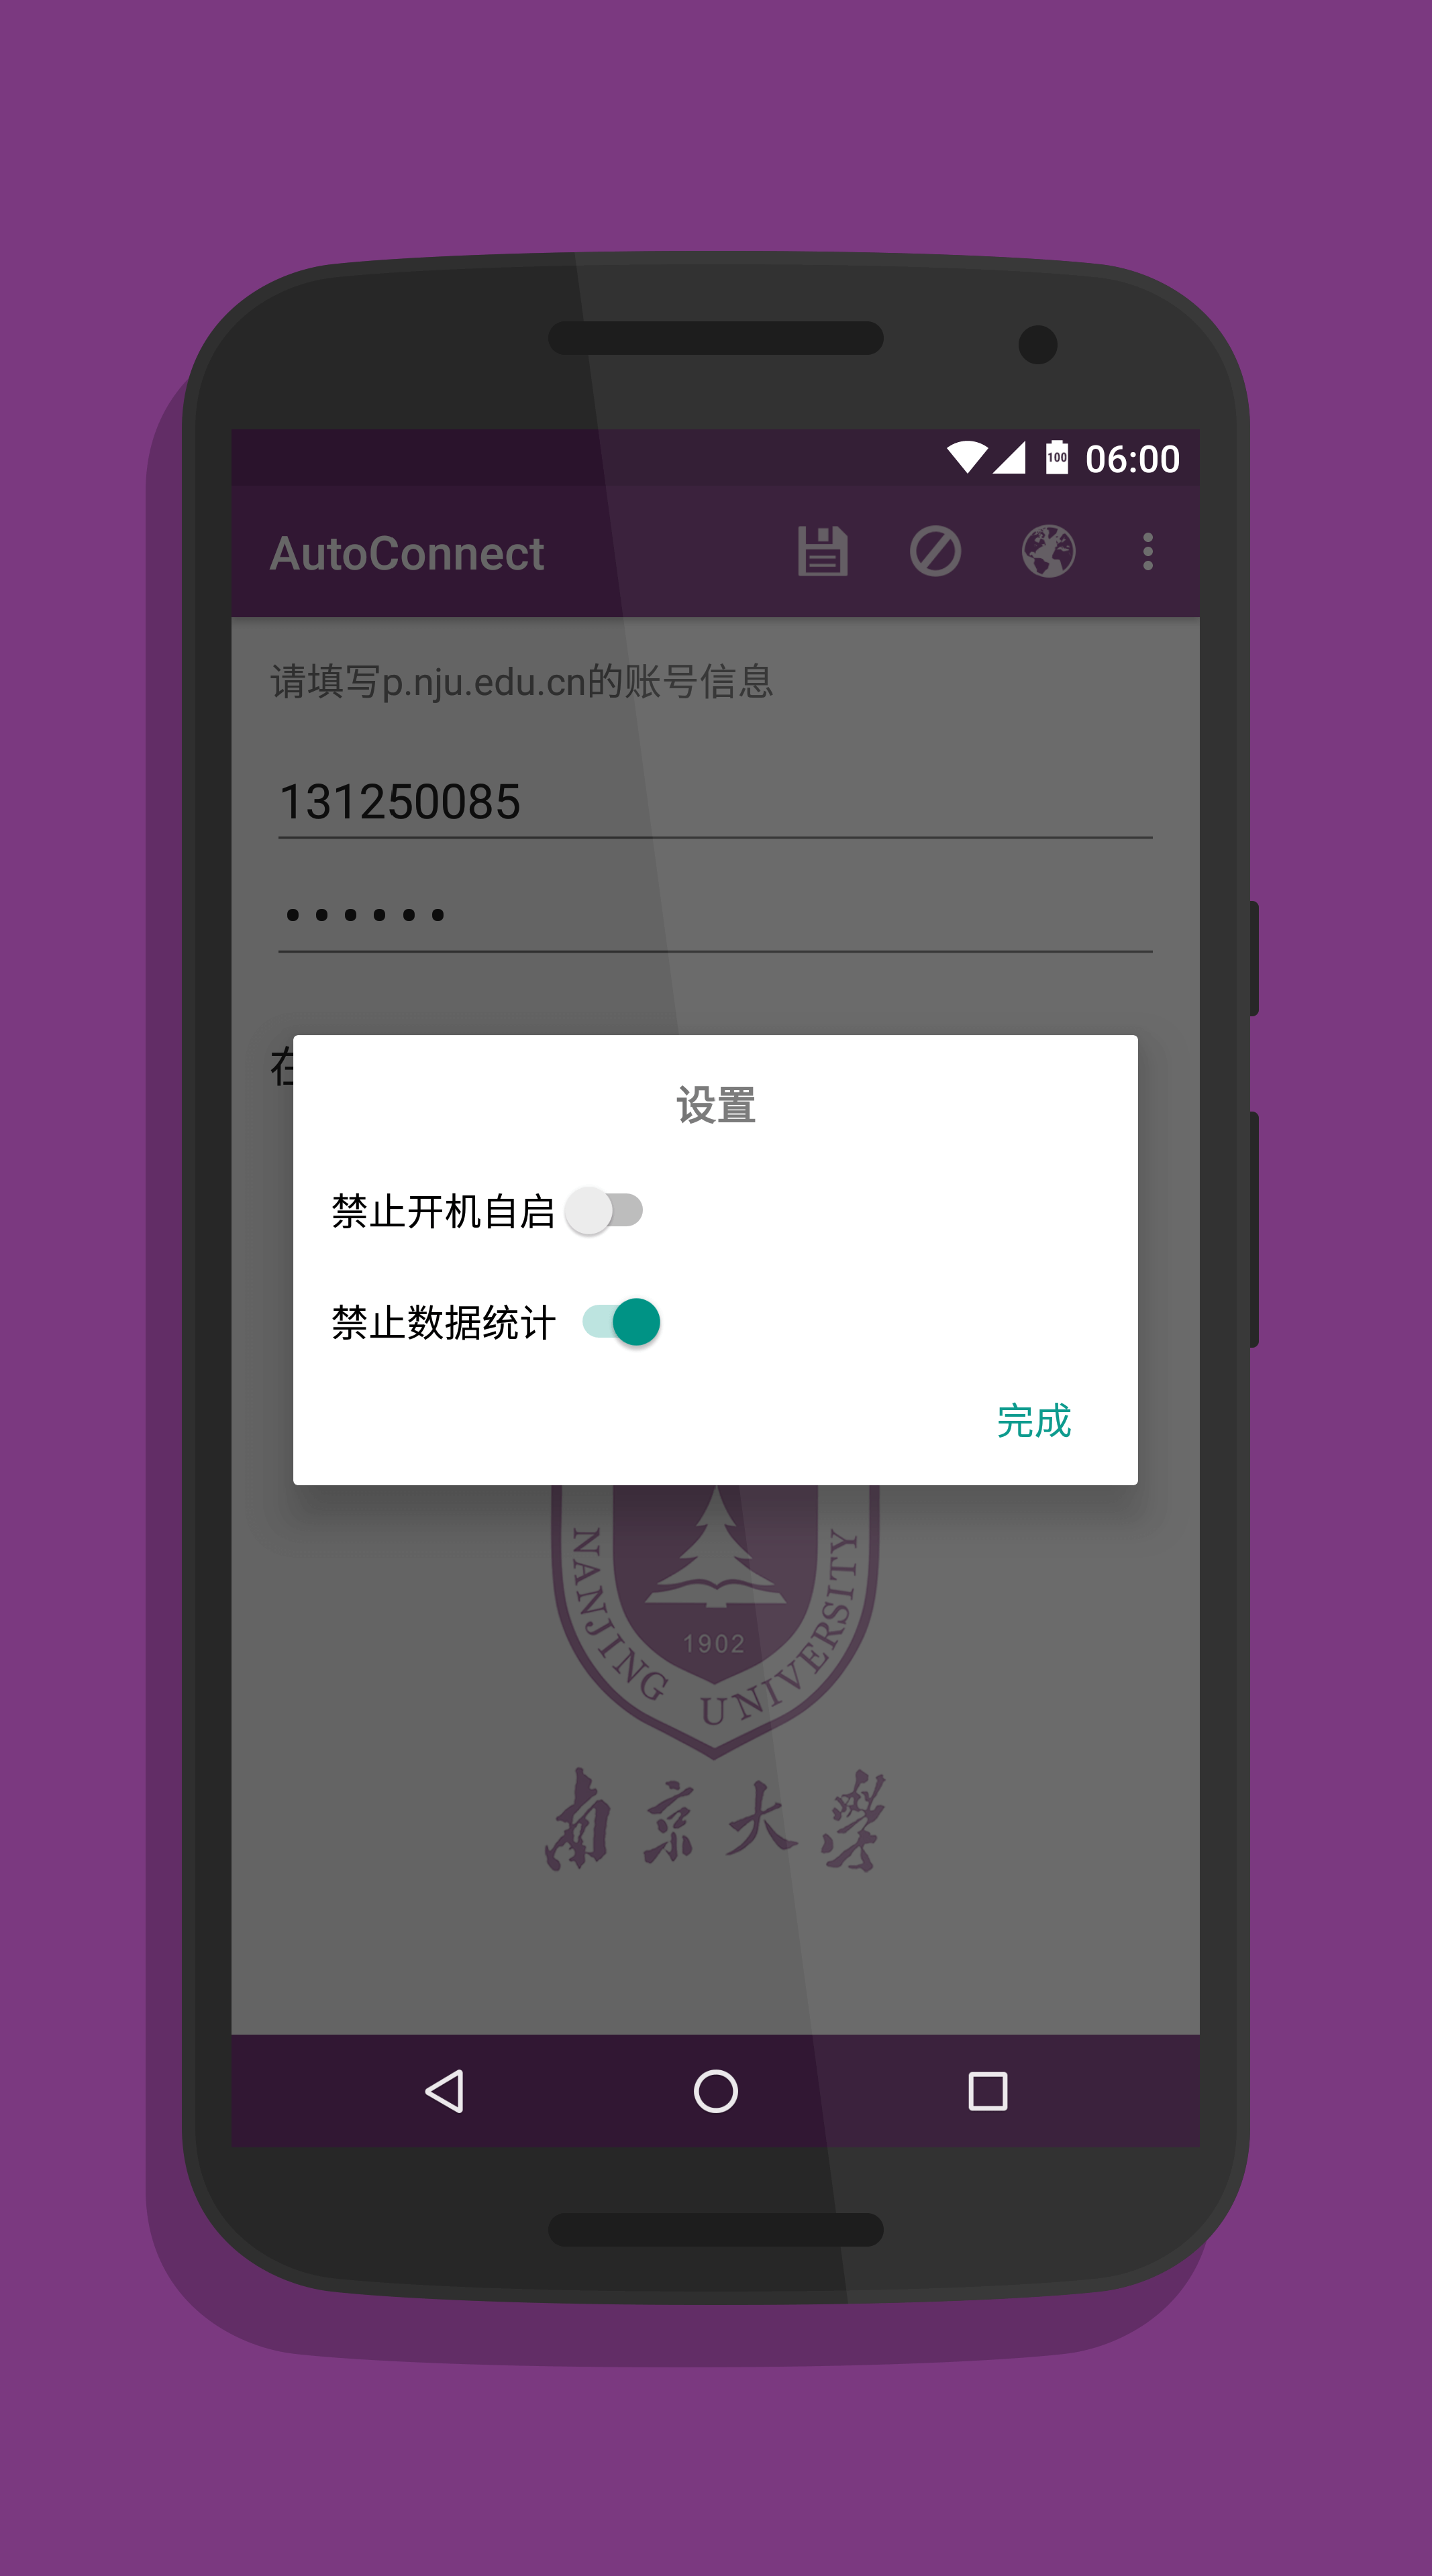 100 06:00
AutoConnect
请填写p.nju.edu.cn的账号信息
131250085
••••••
设置
禁止开机自启
禁止数据统计
完成
1902
NANJING UNIVERSITY
南京大學